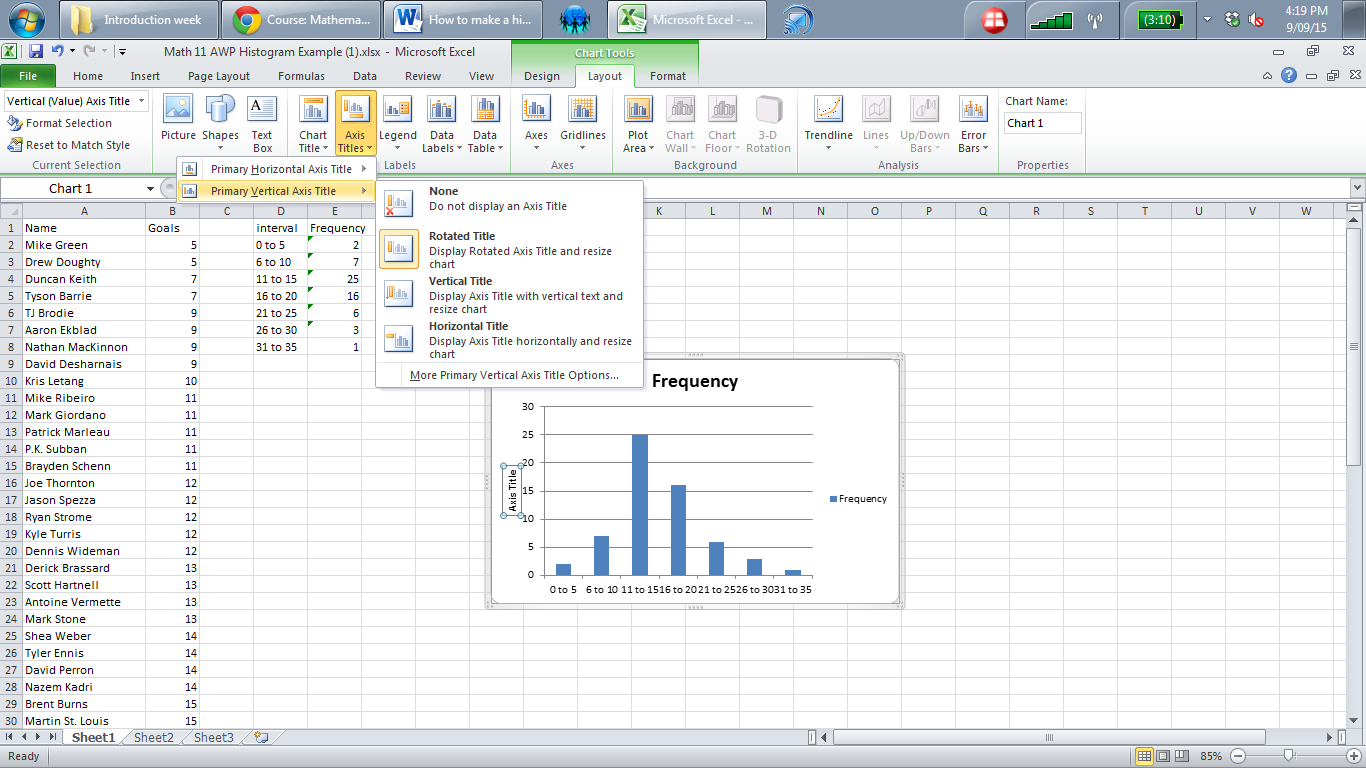 Introduction week
Course: Mathema...
How to make a hi...
Microsoft Excel - ...
(3:10)
4:19 PM
9/09/15
Math 11 AWP Histogram Example (1).xlsx - Microsoft Excel
Chart Tools
File Home Insert Page Layout Formulas Data Review View Design Layout Format
Vertical (Value) Axis Title
Format Selection
Reset to Match Style
Current Selection
Picture Shapes Text Box
Chart Title Axis Titles Legend Data Labels Data Table
Labels
Axes Gridlines
Axes
Plot Area Chart Wall Chart Floor 3-D Rotation
Background
Trendline Lines Up/Down Bars Error Bars
Analysis
Chart Name:
Chart 1
Properties
Primary Horizontal Axis Title
Primary Vertical Axis Title
None
Do not display an Axis Title
Rotated Title
Display Rotated Axis Title and resize
chart
Vertical Title
Display Axis Title with vertical text and
resize chart
Horizontal Title
Display Axis Title horizontally and resize
chart
More Primary Vertical Axis Title Options...
Chart 1
A B C D E K L M N O P Q R S T U V W
1 Name Goals interval Frequency
2 Mike Green 5 0 to 5 2
3 Drew Doughty 5 6 to 10 7
4 Duncan Keith 7 11 to 15 25
5 Tyson Barrie 7 16 to 20 16
6 TJ Brodie 9 21 to 25 6
7 Aaron Ekblad 9 26 to 30 3
8 Nathan MacKinnon 9 31 to 35 1
9 David Desharnais 9
10 Kris Letang 10
11 Mike Ribeiro 11
12 Mark Giordano 11
13 Patrick Marleau 11
14 P.K. Subban 11
15 Brayden Schenn 11
16 Joe Thornton 12
17 Jason Spezza 12
18 Ryan Strome 12
19 Kyle Turris 12
20 Dennis Wideman 12
21 Derick Brassard 13
22 Scott Hartnell 13
23 Antoine Vermette 13
24 Mark Stone 13
25 Shea Weber 14
26 Tyler Ennis 14
27 David Perron 14
28 Nazem Kadri 14
29 Brent Burns 15
30 Martin St. Louis 15
Frequency
30
25
20
15
10
5
0
Axis Title
0 to 5 6 to 10 11 to 15 16 to 20 21 to 25 26 to 30 31 to 35
Frequency
Sheet1 Sheet2 Sheet3
Ready
85%